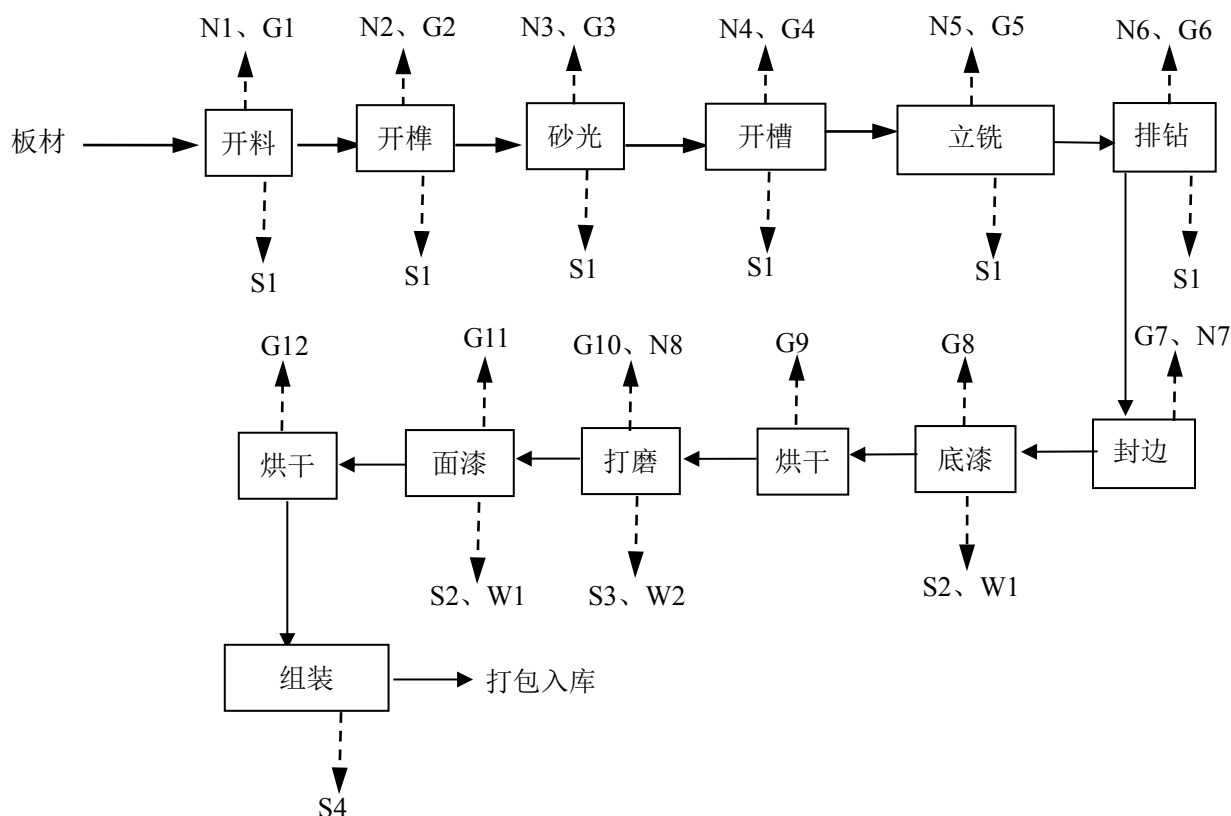 N1、G1
N2、G2
N3、G3
N4、G4
N5、G5
N6、G6
板材
开料
开榫
砂光
开槽
立铣
排钻
S1
S1
S1
S1
S1
S1
G12
G11
G10、N8
G9
G8
G7、N7
烘干
面漆
打磨
烘干
底漆
封边
S2、W1
S3、W2
S2、W1
组装
打包入库
S4